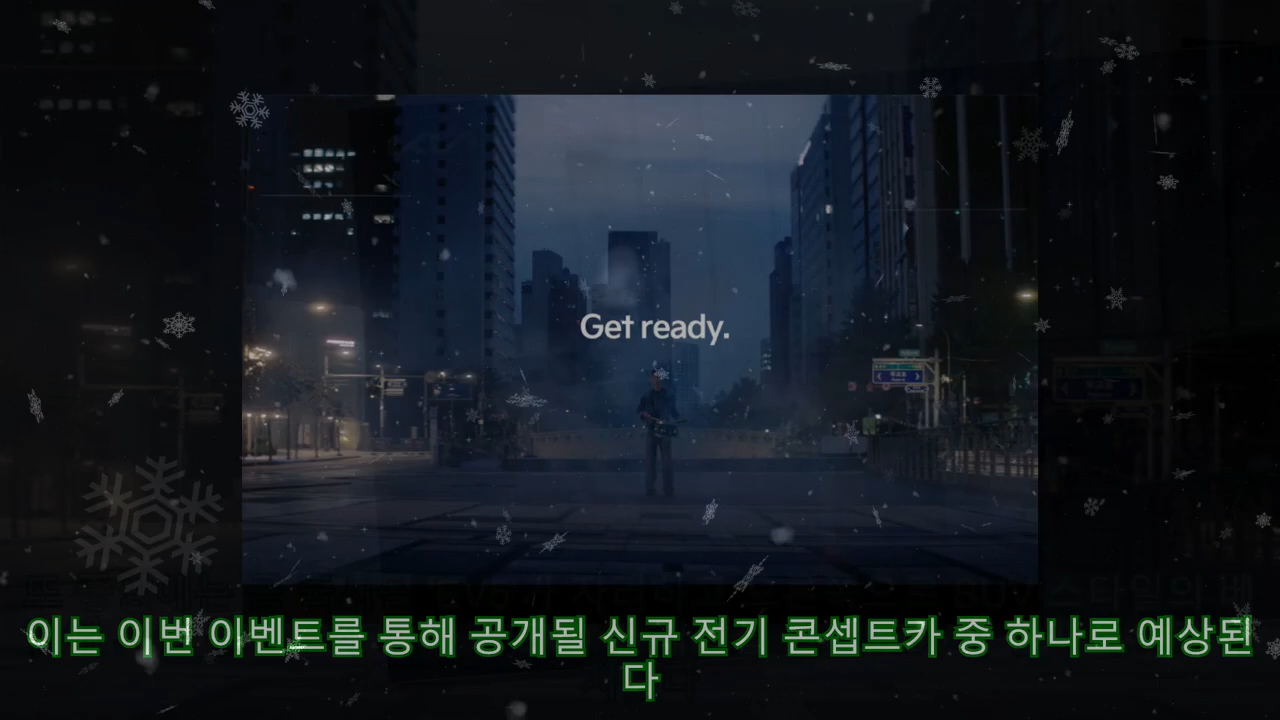 Get ready.
이는 이번 이벤트를 통해 공개될 신규 전기 콘셉트카 중 하나로 예상된
다